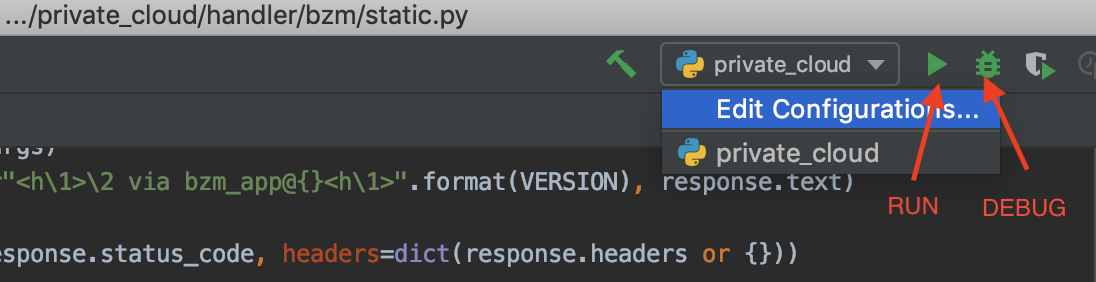 .../private_cloud/handler/bzm/static.py
private_cloud
Edit Configurations...
private_cloud
rgs)
"<h\1>\2 via bzm_app@{}<h\1>".format(VERSION), response.text)
RUN
DEBUG
esponse.status_code, headers=dict(response.headers or {}))